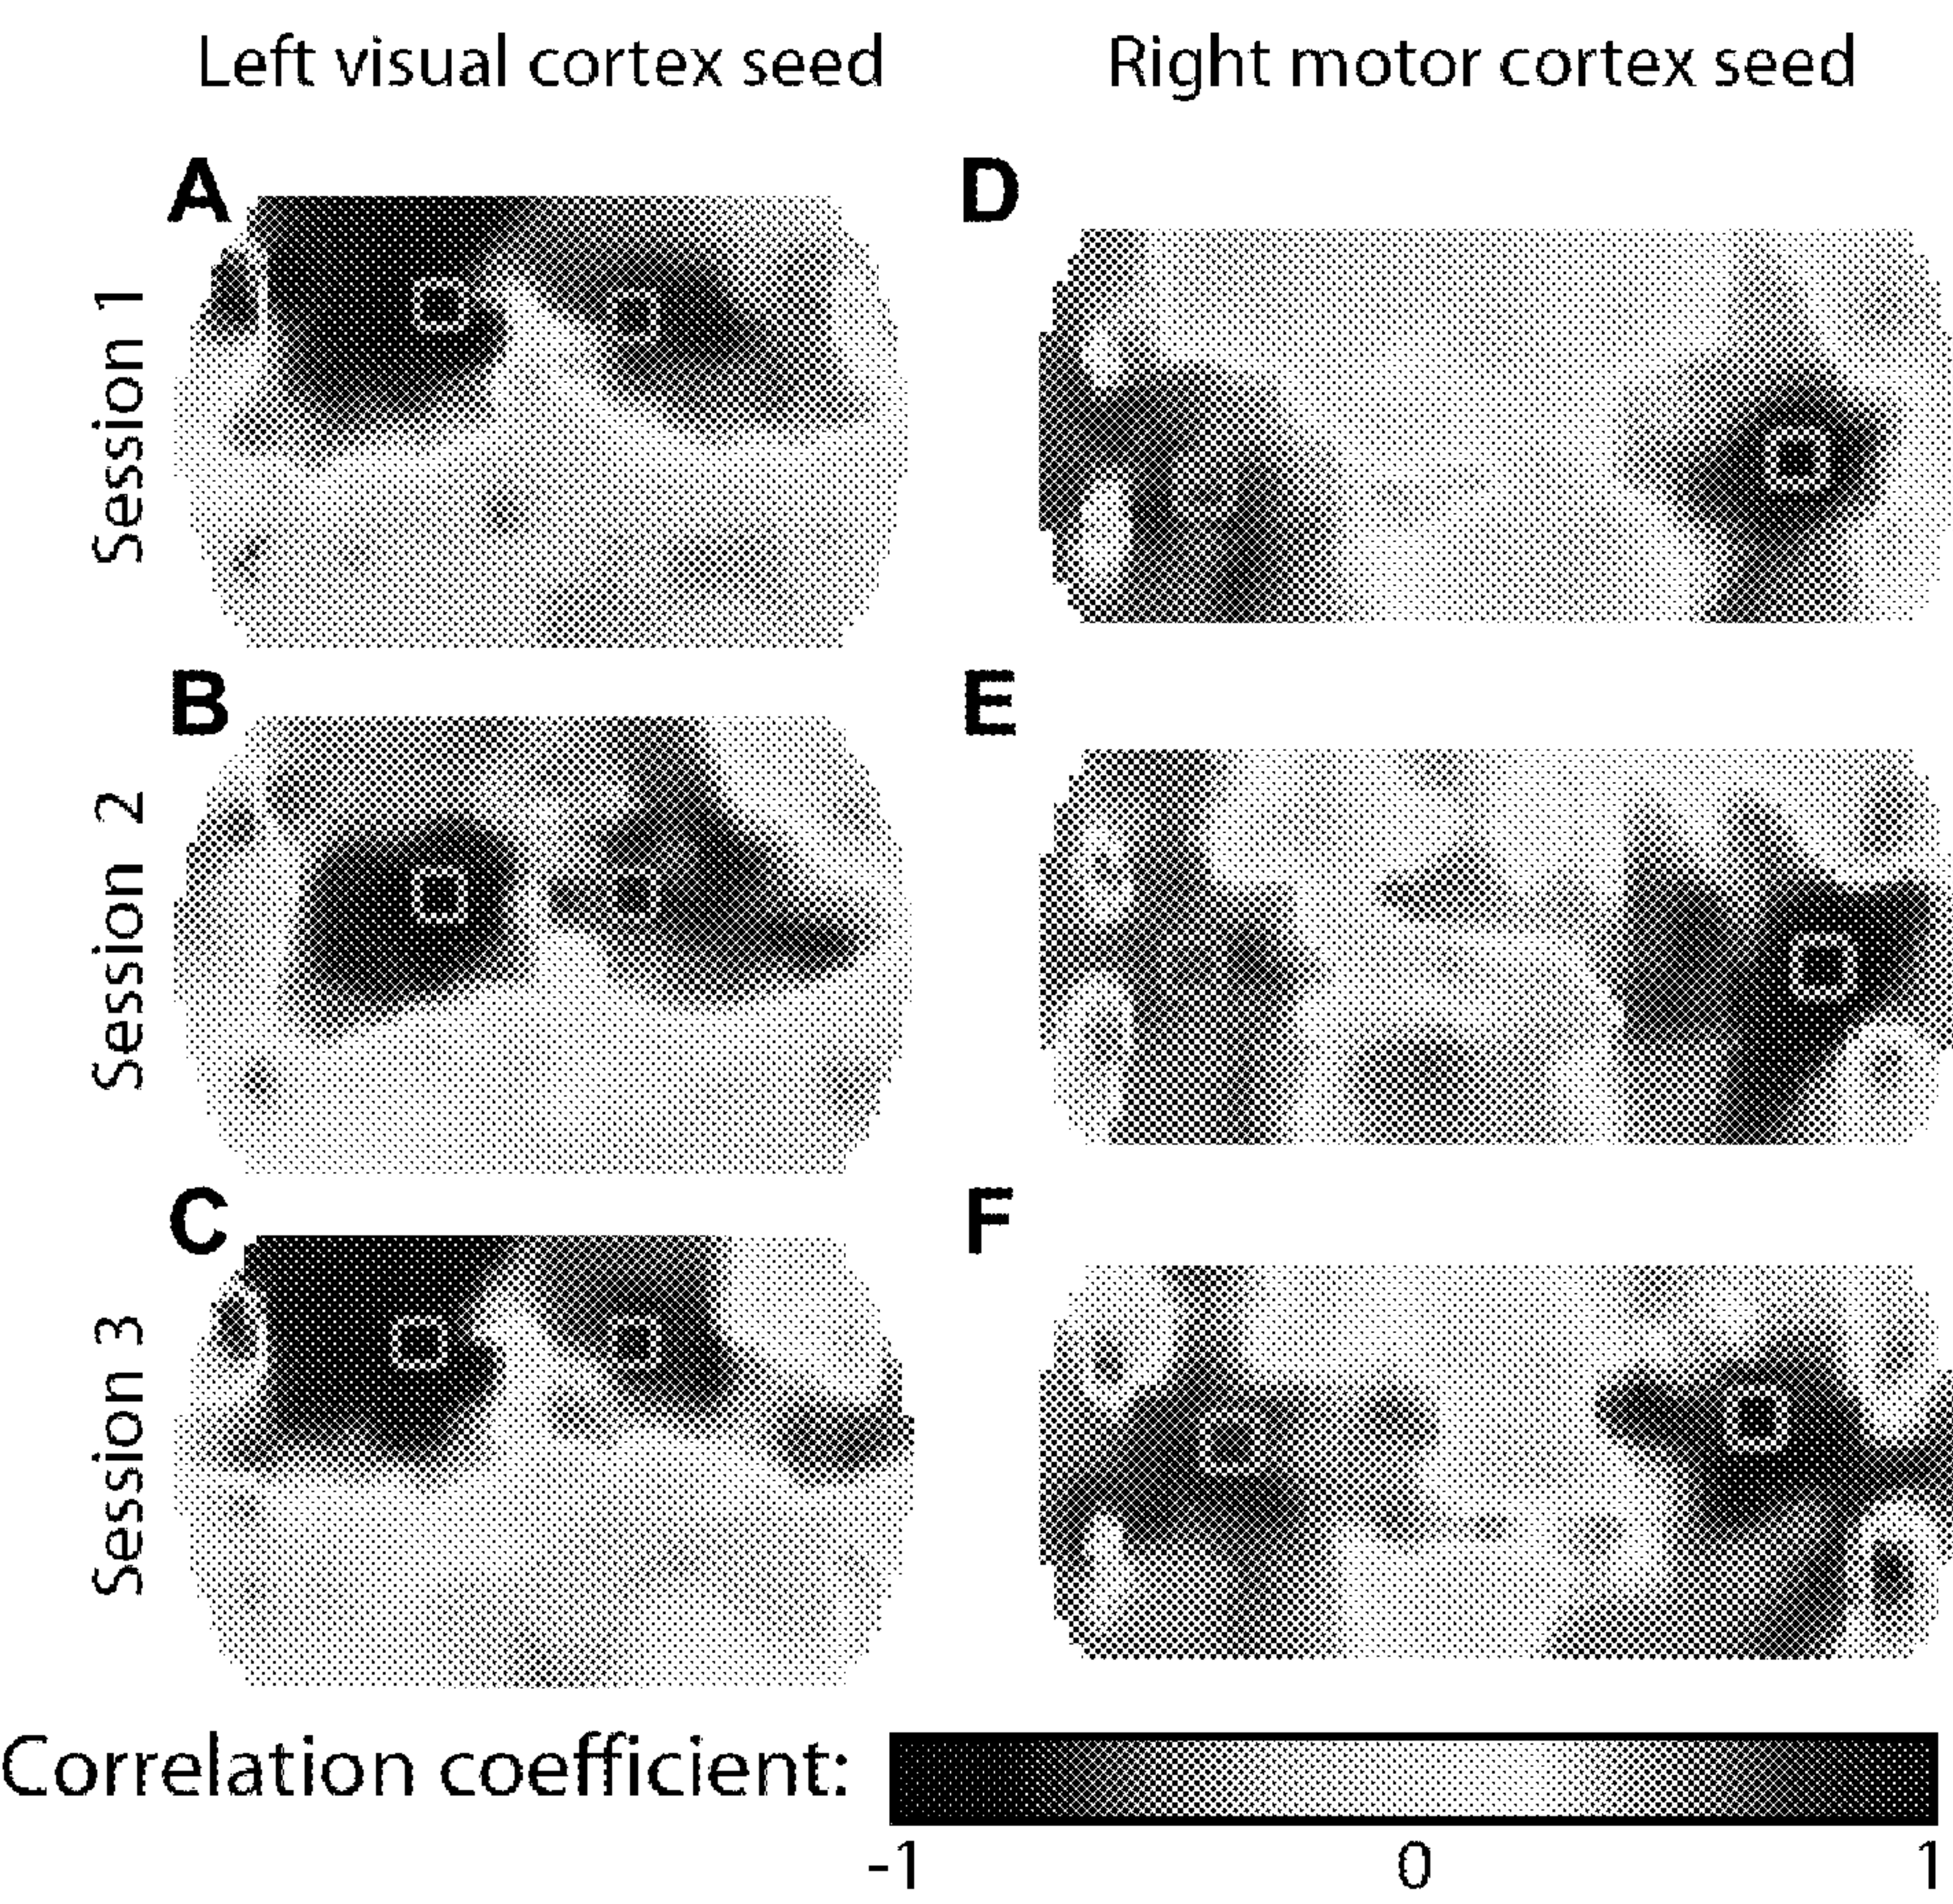 Left visual cortex seed
Right motor cortex seed
A
D
Session 1
B
E
Session 2
C
F
Session 3
Correlation coefficient:
-1 0 1